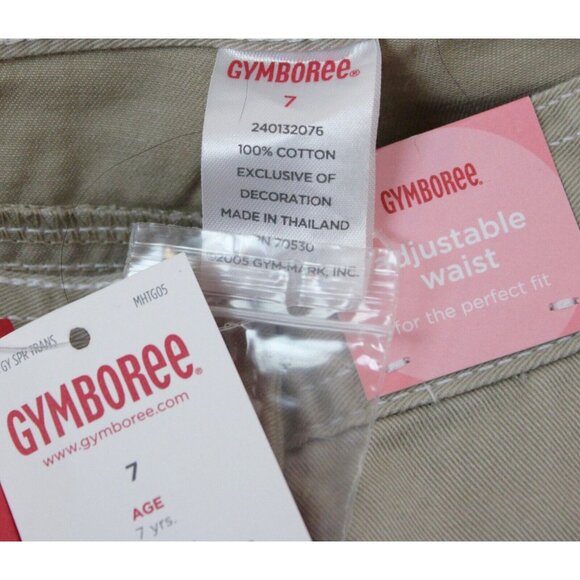 GYMBOREE®
7
240132076
100% COTTON
EXCLUSIVE OF
DECORATION
MADE IN THAILAND
RN 70530
©2005 GYM-MARK, INC.
GYMBOREE®
adjustable
waist
for the perfect fit
MHTG05
GY SPR TRANS
GYMBOREE®
www.gymboree.com
7
AGE
7 yrs.